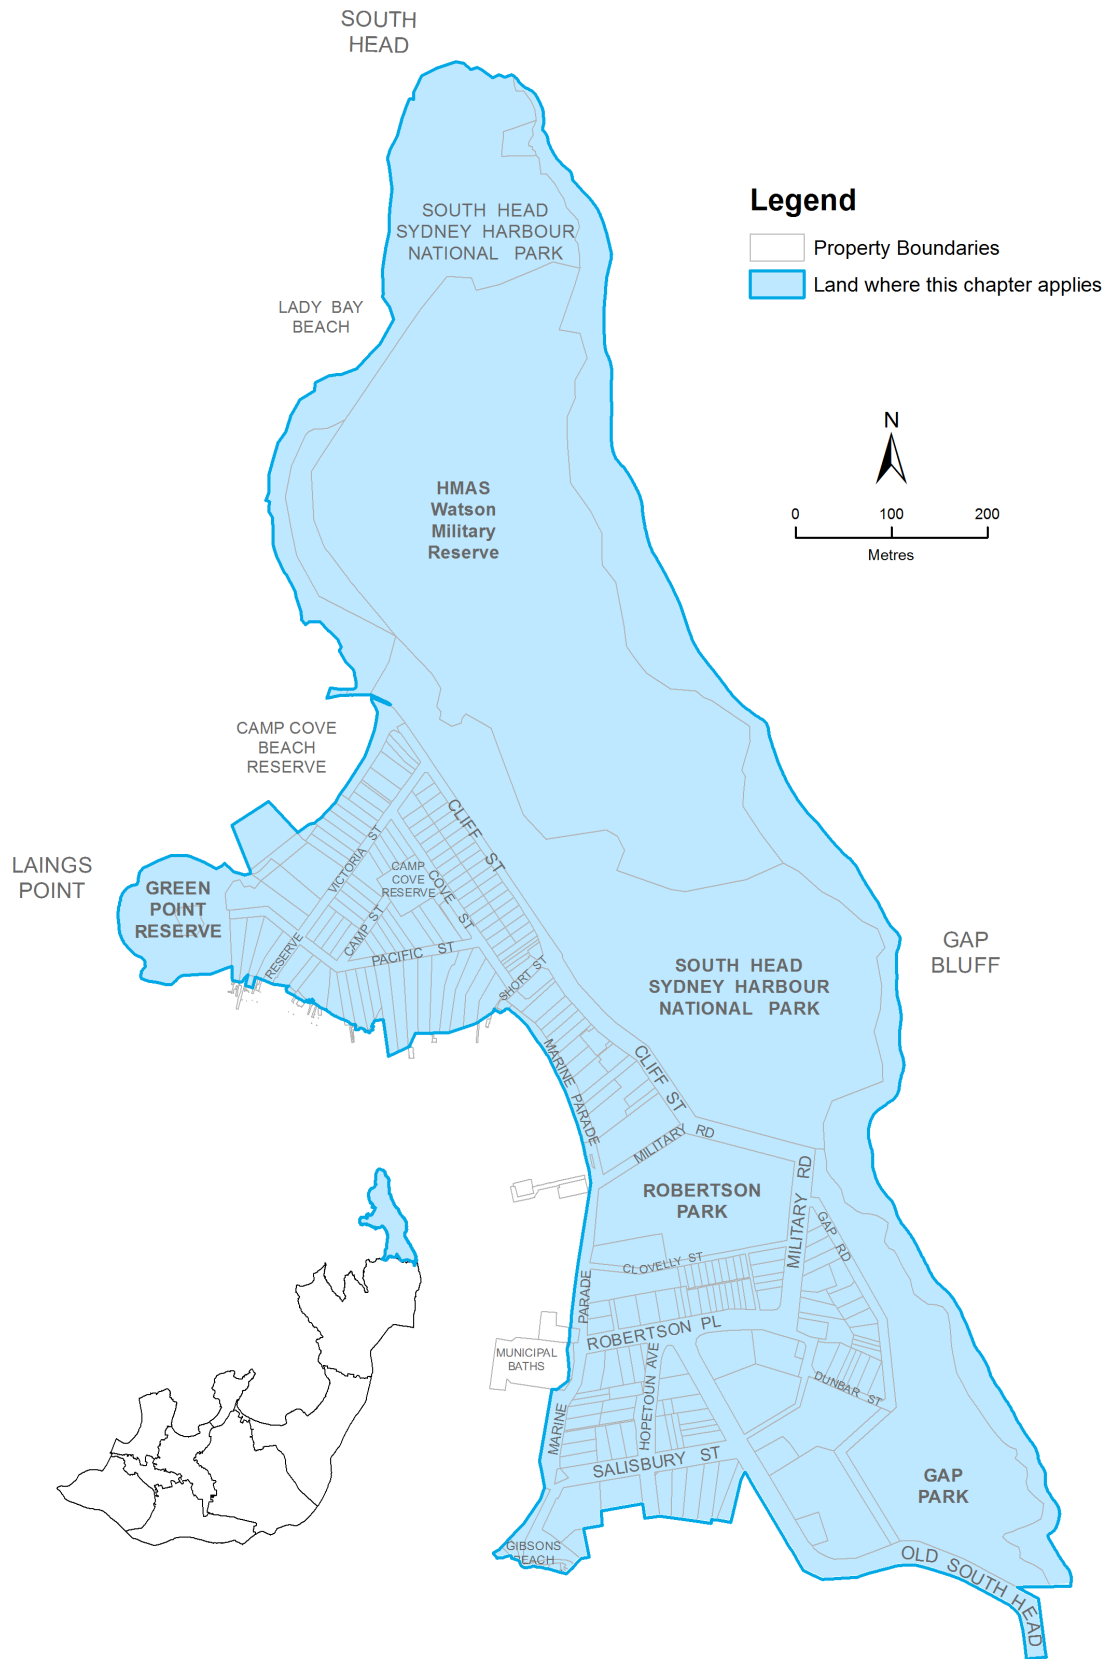 SOUTH
HEAD
Legend
Property Boundaries
Land where this chapter applies
SOUTH HEAD
SYDNEY HARBOUR
NATIONAL PARK
LADY BAY
BEACH
N
0 100 200
Metres
HMAS
Watson
Military
Reserve
CAMP COVE
BEACH
RESERVE
CLIFF ST
VICTORIA ST
CAMP
COVE
RESERVE
COVE ST
LAINGS
POINT
GREEN
POINT
RESERVE
CAMP ST
RESERVE
PACIFIC ST
SHORT ST
GAP
BLUFF
SOUTH HEAD
SYDNEY HARBOUR
NATIONAL PARK
MARINE PARADE
CLIFF ST
MILITARY RD
ROBERTSON
PARK
MILITARY RD
GAP RD
CLOVELLY ST
PARADE
ROBERTSON PL
MUNICIPAL
BATHS
HOPETOUN AVE
DUNBAR ST
MARINE
SALISBURY ST
GAP
PARK
GIBSONS
BEACH
OLD SOUTH HEAD